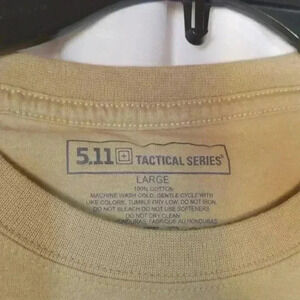 5.11 TACTICAL SERIES®
LARGE
100% COTTON
MACHINE WASH COLD, GENTLE CYCLE WITH
LIKE COLORS, TUMBLE DRY LOW, DO NOT IRON,
DO NOT BLEACH DO NOT USE SOFTENERS
DO NOT DRY CLEAN
HONDURAS